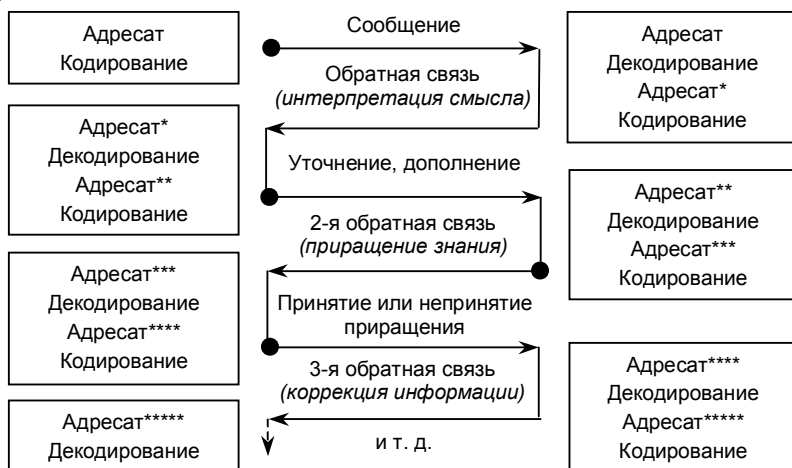 Адресат
Кодирование
Сообщение
Адресат
Декодирование
Адресат*
Кодирование
Обратная связь
(интерпретация смысла)
Адресат*
Декодирование
Адресат**
Кодирование
Уточнение, дополнение
Адресат**
Декодирование
Адресат***
Кодирование
2-я обратная связь
(приращение знания)
Адресат***
Декодирование
Адресат****
Кодирование
Принятие или непринятие
приращения
3-я обратная связь
(коррекция информации)
Адресат****
Декодирование
Адресат*****
Кодирование
Адресат*****
Декодирование
и т. д.